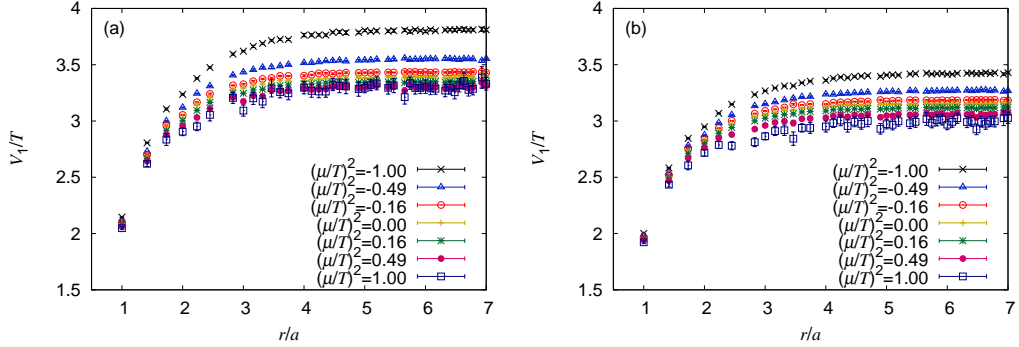 (a)
V₁/T
4
3.5
3
2.5
2
1.5
(μ/T)²=-1.00
(μ/T)²=-0.49
(μ/T)²=-0.16
(μ/T)²=0.00
(μ/T)²=0.16
(μ/T)²=0.49
(μ/T)²=1.00
1 2 3 4 5 6 7
r/a
(b)
V₁/T
4
3.5
3
2.5
2
1.5
(μ/T)²=-1.00
(μ/T)²=-0.49
(μ/T)²=-0.16
(μ/T)²=0.00
(μ/T)²=0.16
(μ/T)²=0.49
(μ/T)²=1.00
1 2 3 4 5 6 7
r/a